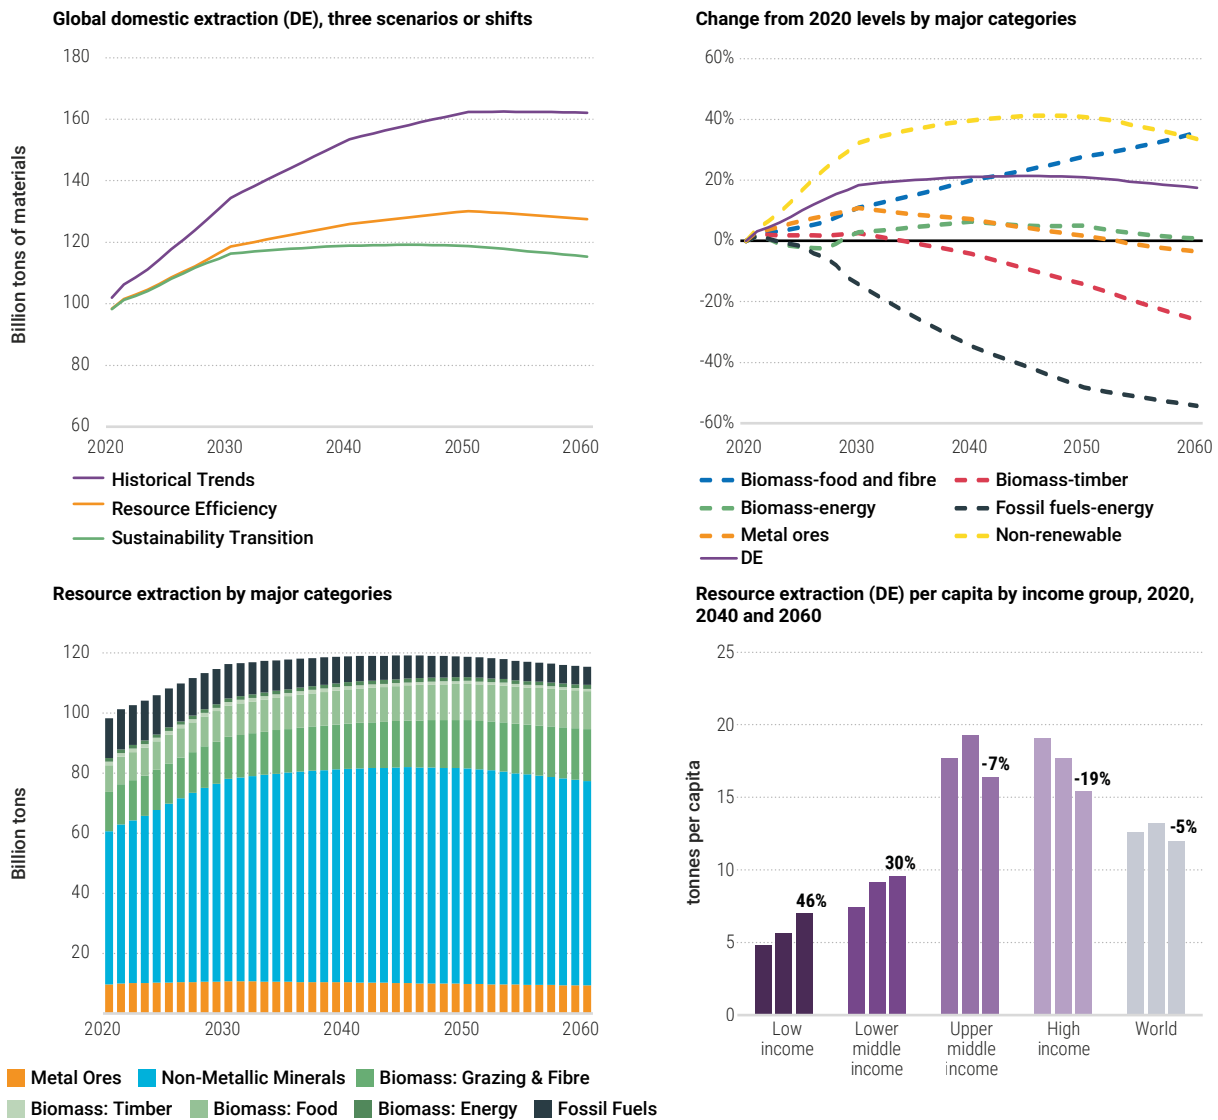 Global domestic extraction (DE), three scenarios or shifts
Billion tons of materials
180
160
140
120
100
80
60
2020 2030 2040 2050 2060
Historical Trends
Resource Efficiency
Sustainability Transition
Change from 2020 levels by major categories
60%
40%
20%
0%
-20%
-40%
-60%
2020 2030 2040 2050 2060
Biomass-food and fibre Biomass-timber
Biomass-energy Fossil fuels-energy
Metal ores Non-renewable
DE
Resource extraction by major categories
Billion tons
120
100
80
60
40
20
2020 2030 2040 2050 2060
Metal Ores Non-Metallic Minerals Biomass: Grazing & Fibre
Biomass: Timber Biomass: Food Biomass: Energy Fossil Fuels
Resource extraction (DE) per capita by income group, 2020,
2040 and 2060
tonnes per capita
25
20
15
10
5
0
46%
30%
-7%
-19%
-5%
Low
income
Lower
middle
income
Upper
middle
income
High
income
World